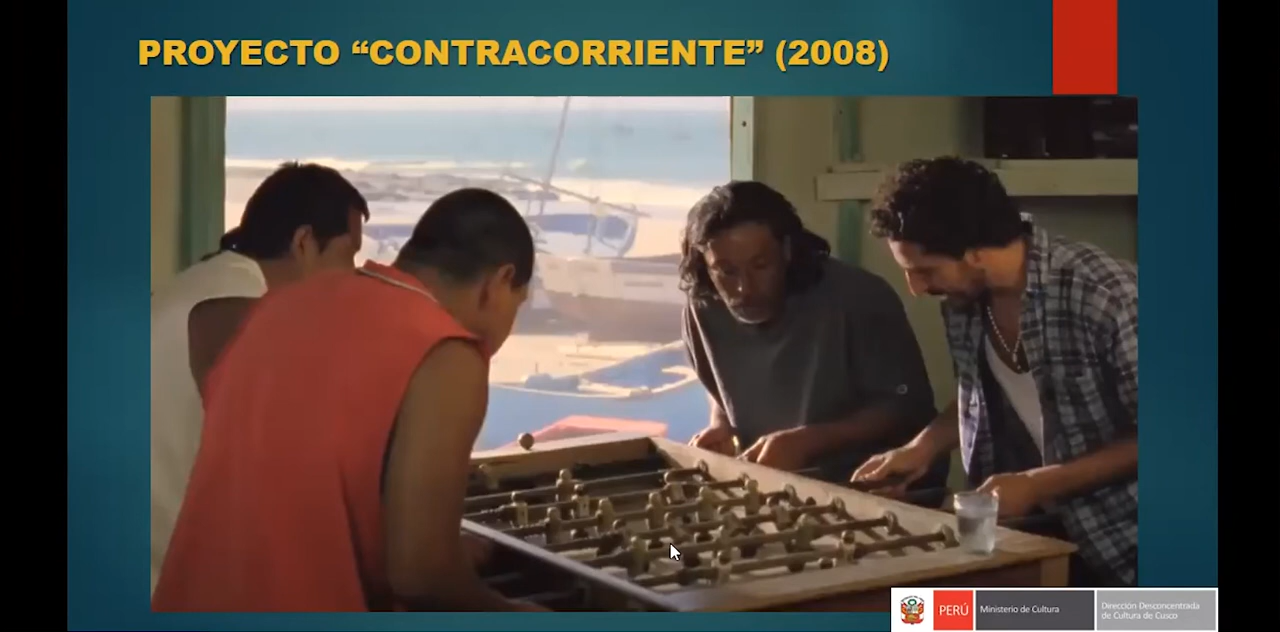 PROYECTO “CONTRACORRIENTE” (2008)
PERÚ
Ministerio de Cultura
Dirección Desconcentrada
de Cultura de Cusco